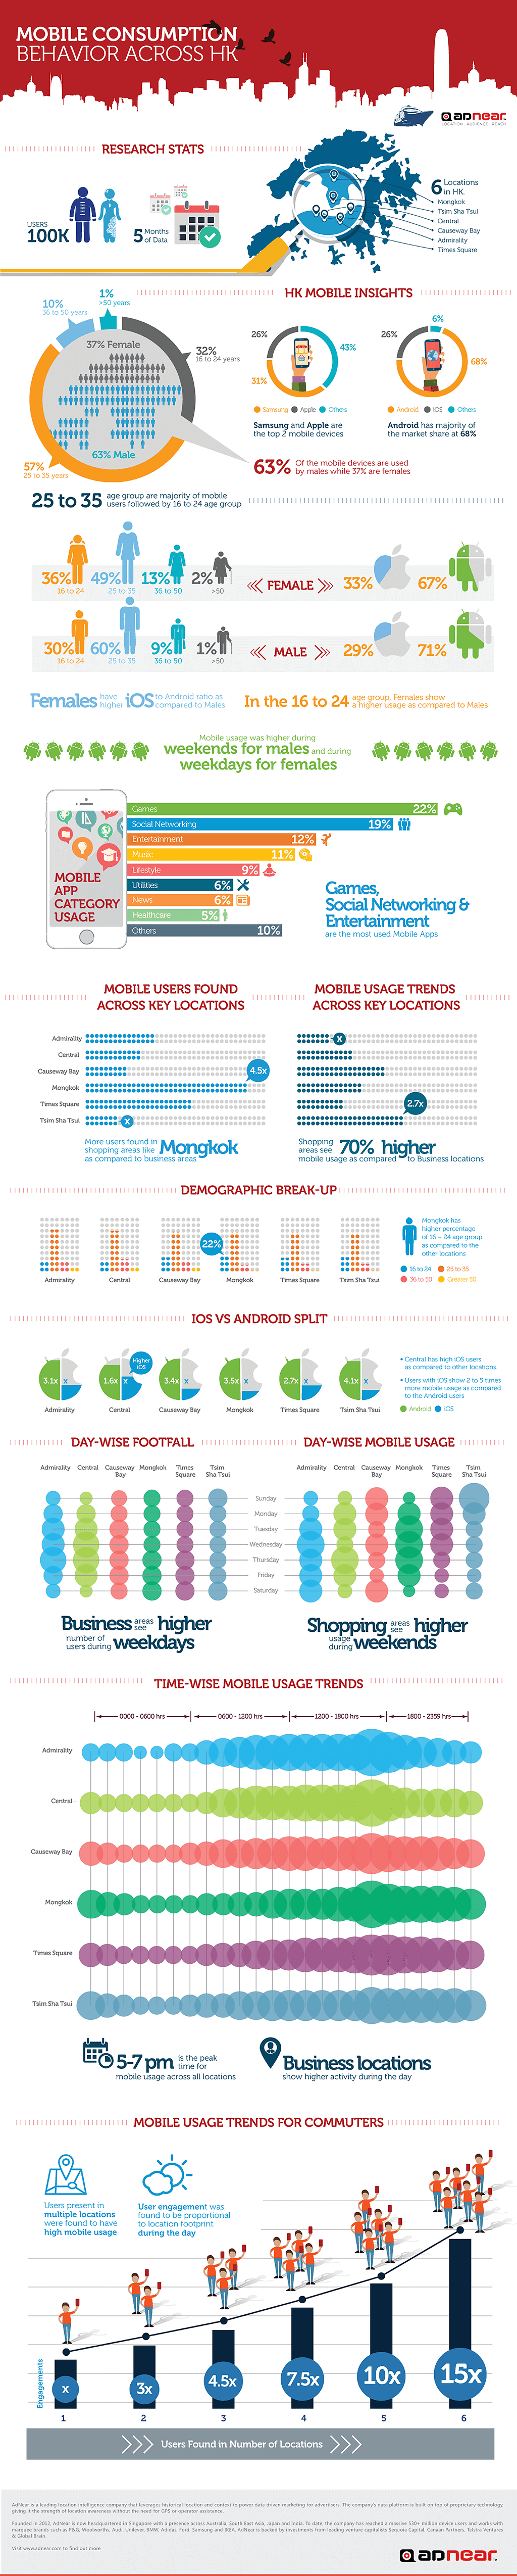 MOBILE CONSUMPTION
BEHAVIOR ACROSS HK
aDnear
LOCATION AUDIENCE REACH
RESEARCH STATS
USERS
100K
5 Months
of Data
6 Locations
in HK.
Mongkok
Tsim Sha Tsui
Central
Causeway Bay
Admirality
Times Square
HK MOBILE INSIGHTS
1%
>50 years
10%
36 to 50 years
37% Female
32%
16 to 24 years
63% Male
57%
25 to 35 years
26%
43%
31%
Samsung Apple Others
Samsung and Apple are
the top 2 mobile devices
6%
26%
68%
Android iOS Others
Android has majority of
the market share at 68%
63% Of the mobile devices are used
by males while 37% are females
25 to 35 age group are majority of mobile
users followed by 16 to 24 age group
36% 49% 13% 2%
16 to 24 25 to 35 36 to 50 >50
FEMALE
33% 67%
30% 60% 9% 1%
16 to 24 25 to 35 36 to 50 >50
MALE
29% 71%
Females have higher iOS to Android ratio as
compared to Males
In the 16 to 24 age group, Females show
a higher usage as compared to Males
Mobile usage was higher during
weekends for males and during
weekdays for females
MOBILE
APP
CATEGORY
USAGE
Games 22%
Social Networking 19%
Entertainment 12%
Music 11%
Lifestyle 9%
Utilities 6%
News 6%
Healthcare 5%
Others 10%
Games,
Social Networking &
Entertainment
are the most used Mobile Apps
MOBILE USERS FOUND
ACROSS KEY LOCATIONS
Admirality
Central
Causeway Bay
Mongkok
Times Square
Tsim Sha Tsui
4.5x
x
More users found in
shopping areas like Mongkok
as compared to business areas
MOBILE USAGE TRENDS
ACROSS KEY LOCATIONS
x
2.7x
Shopping
areas see 70% higher
mobile usage as compared to Business locations
DEMOGRAPHIC BREAK-UP
22%
Admirality Central Causeway Bay Mongkok Times Square Tsim Sha Tsui
Mongkok has
higher percentage
of 16 - 24 age group
as compared to the
other locations
16 to 24 25 to 35
36 to 50 Greater 50
IOS VS ANDROID SPLIT
Higher
iOS
3.1x x 1.6x x 3.4x x 3.5x x 2.7x x 4.1x x
Admirality Central Causeway Bay Mongkok Times Square Tsim Sha Tsui
• Central has high iOS users
as compared to other locations.
• Users with iOS show 2 to 5 times
more mobile usage as compared
to the Android users
Android iOS
DAY-WISE FOOTFALL
Admirality Central Causeway Bay Mongkok Times Square Tsim Sha Tsui
DAY-WISE MOBILE USAGE
Admirality Central Causeway Bay Mongkok Times Square Tsim Sha Tsui
Sunday
Monday
Tuesday
Wednesday
Thursday
Friday
Saturday
Business areas see higher
number of
users during weekdays
Shopping areas see higher
usage
during weekends
TIME-WISE MOBILE USAGE TRENDS
0000 - 0600 hrs 0600 - 1200 hrs 1200 - 1800 hrs 1800 - 2359 hrs
Admirality
Central
Causeway Bay
Mongkok
Times Square
Tsim Sha Tsui
5-7 pm is the peak
time for
mobile usage across all locations
Business locations
show higher activity during the day
MOBILE USAGE TRENDS FOR COMMUTERS
Users present in
multiple locations
were found to have
high mobile usage
User engagement was
found to be proportional
to location footprint
during the day
Engagements
x 3x 4.5x 7.5x 10x 15x
1 2 3 4 5 6
Users Found in Number of Locations
AdNear is a leading location intelligence company that leverages historical location and context to power data driven marketing for advertisers. The company's data platform is built on top of proprietary technology,
giving it the strength of location awareness without the need for GPS or operator assistance.
Founded in 2012, AdNear is now headquartered in Singapore with a presence across Australia, South East Asia, Japan and India. To date, the company has reached a massive 530+ million device users and works with
marquee brands such as P&G, Woolworths, Audi, Unilever, BMW, Adidas, Ford, Samsung and IKEA. AdNear is backed by investments from leading venture capitalists Sequoia Capital, Canaan Partners, Telstra Ventures
& Global Brain.
Visit www.adnear.com to find out more
aDnear